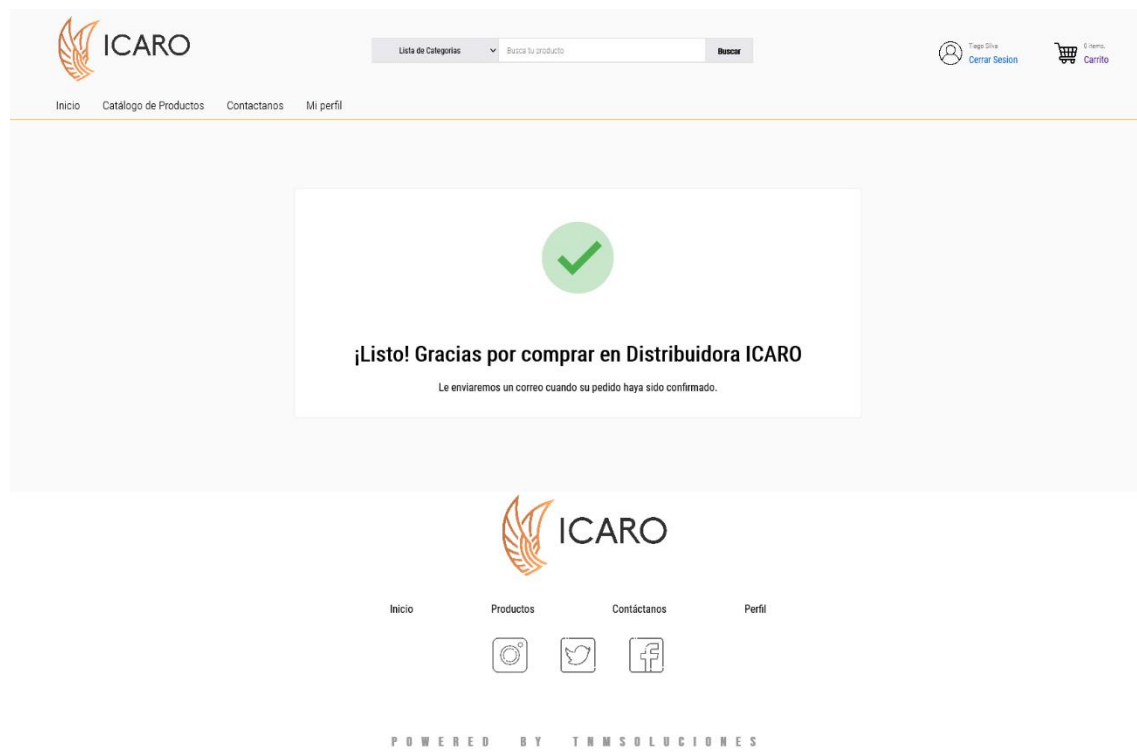 ICARO
Lista de Categorias
Busca tu producto
Buscar
Tiago Oliva
Cerrar Sesion
0 items.
Carrito
Inicio
Catálogo de Productos
Contactanos
Mi perfil
¡Listo! Gracias por comprar en Distribuidora ICARO
Le enviaremos un correo cuando su pedido haya sido confirmado.
ICARO
Inicio
Productos
Contáctanos
Perfil
POWERED BY TNMSOLUCIONES